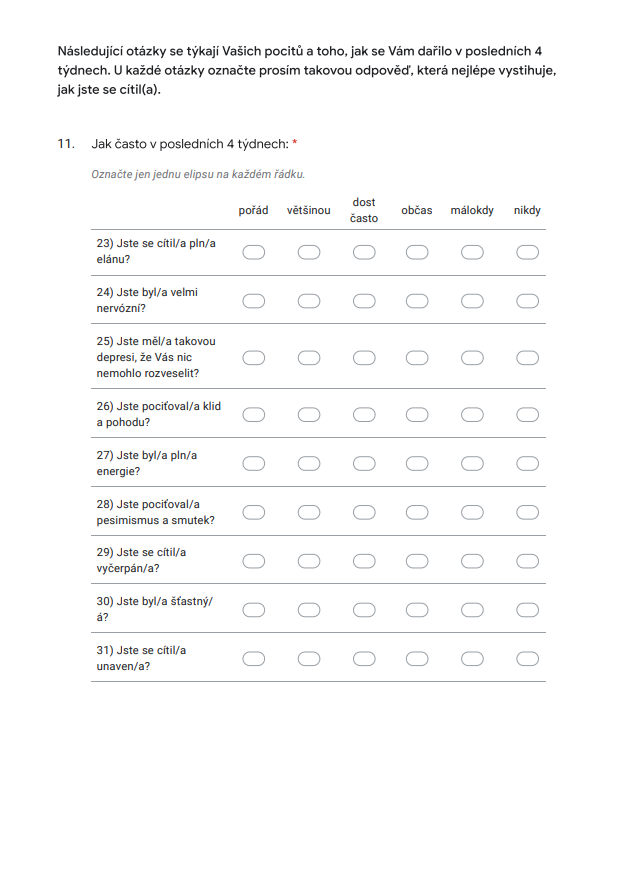 Následující otázky se týkají Vašich pocitů a toho, jak se Vám dařilo v posledních 4
týdnech. U každé otázky označte prosím takovou odpověď, která nejlépe vystihuje,
jak jste se cítil(a).
11. Jak často v posledních 4 týdnech: *
Označte jen jednu elipsu na každém řádku.
pořád většinou dost často občas málokdy nikdy
23) Jste se cítil/a pln/a
elánu?
24) Jste byl/a velmi
nervózní?
25) Jste měl/a takovou
depresi, že Vás nic
nemohlo rozveselit?
26) Jste pociťoval/a klid
a pohodu?
27) Jste byl/a pln/a
energie?
28) Jste pociťoval/a
pesimismus a smutek?
29) Jste se cítil/a
vyčerpán/a?
30) Jste byl/a šťastný/
á?
31) Jste se cítil/a
unaven/a?